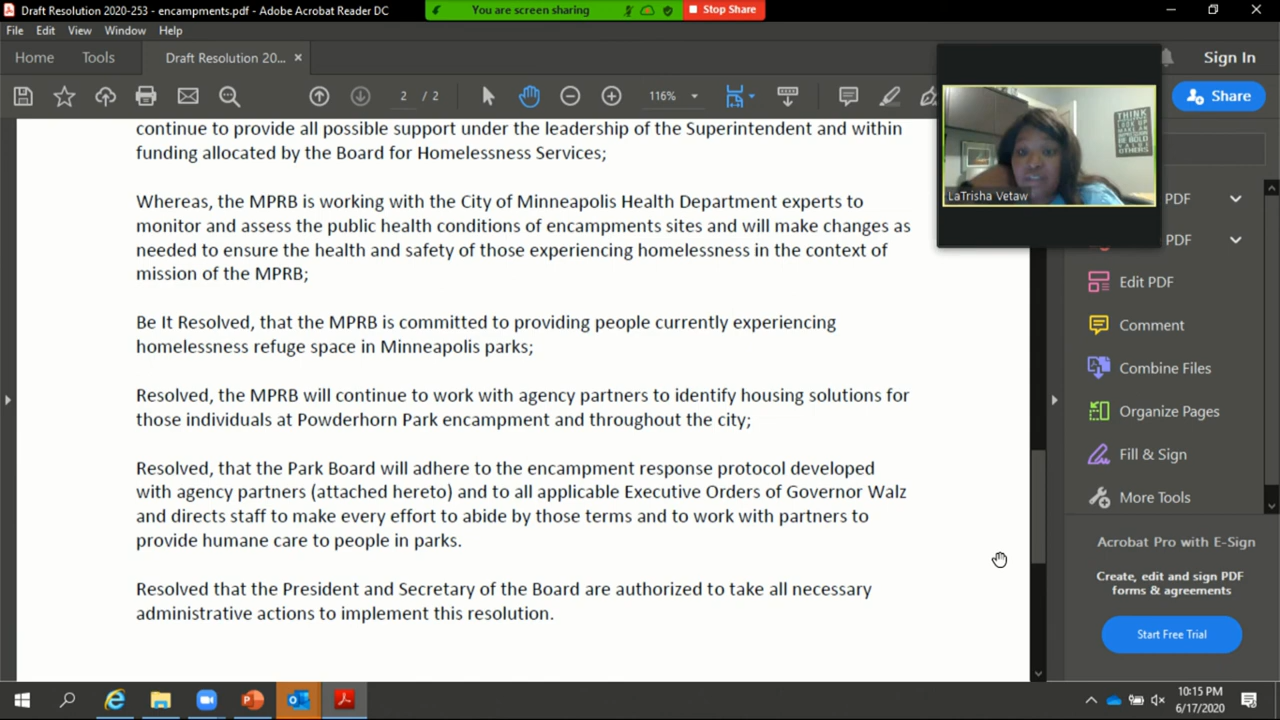 Draft Resolution 2020-253 - encampments.pdf - Adobe Acrobat Reader DC
You are screen sharing
Stop Share
File Edit View Window Help
Home Tools Draft Resolution 20... ×
Sign In
2 / 2
116%
Share
continue to provide all possible support under the leadership of the Superintendent and within
funding allocated by the Board for Homelessness Services;
Whereas, the MPRB is working with the City of Minneapolis Health Department experts to
monitor and assess the public health conditions of encampments sites and will make changes as
needed to ensure the health and safety of those experiencing homelessness in the context of
mission of the MPRB;
Be It Resolved, that the MPRB is committed to providing people currently experiencing
homelessness refuge space in Minneapolis parks;
Resolved, the MPRB will continue to work with agency partners to identify housing solutions for
those individuals at Powderhorn Park encampment and throughout the city;
Resolved, that the Park Board will adhere to the encampment response protocol developed
with agency partners (attached hereto) and to all applicable Executive Orders of Governor Walz
and directs staff to make every effort to abide by those terms and to work with partners to
provide humane care to people in parks.
Resolved that the President and Secretary of the Board are authorized to take all necessary
administrative actions to implement this resolution.
THINK
BE BOLD
VALUE
OTHERS
LaTrisha Vetaw
PDF
PDF
Edit PDF
Comment
Combine Files
Organize Pages
Fill & Sign
More Tools
Acrobat Pro with E-Sign
Create, edit and sign PDF
forms & agreements
Start Free Trial
10:15 PM
6/17/2020